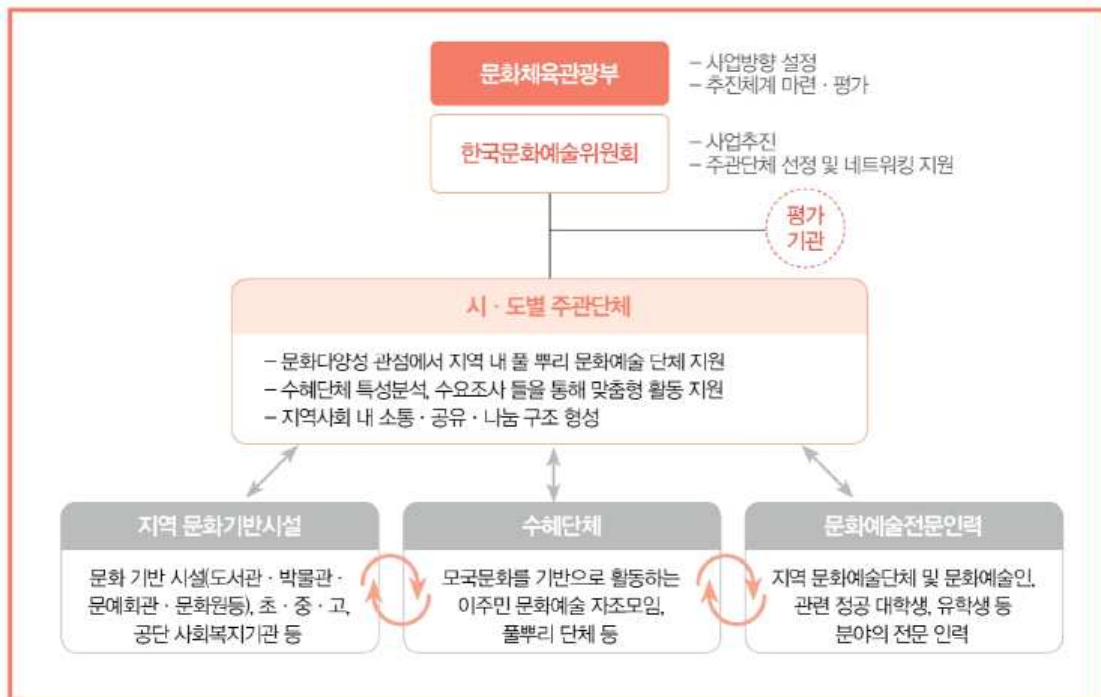 문화체육관광부
– 사업방향 설정
– 추진체계 마련 · 평가
한국문화예술위원회
– 사업추진
– 주관단체 선정 및 네트워킹 지원
평가
기관
시 · 도별 주관단체
– 문화다양성 관점에서 지역 내 풀 뿌리 문화예술 단체 지원
– 수혜단체 특성분석, 수요조사 들을 통해 맞춤형 활동 지원
– 지역사회 내 소통 · 공유 · 나눔 구조 형성
지역 문화기반시설
문화 기반 시설(도서관 · 박물관 ·
문예회관 · 문화원등), 초 · 중 · 고,
공단 사회복지기관 등
수혜단체
모국문화를 기반으로 활동하는
이주민 문화예술 자조모임,
풀뿌리 단체 등
문화예술전문인력
지역 문화예술단체 및 문화예술인,
관련 정공 대학생, 유학생 등
분야의 전문 인력